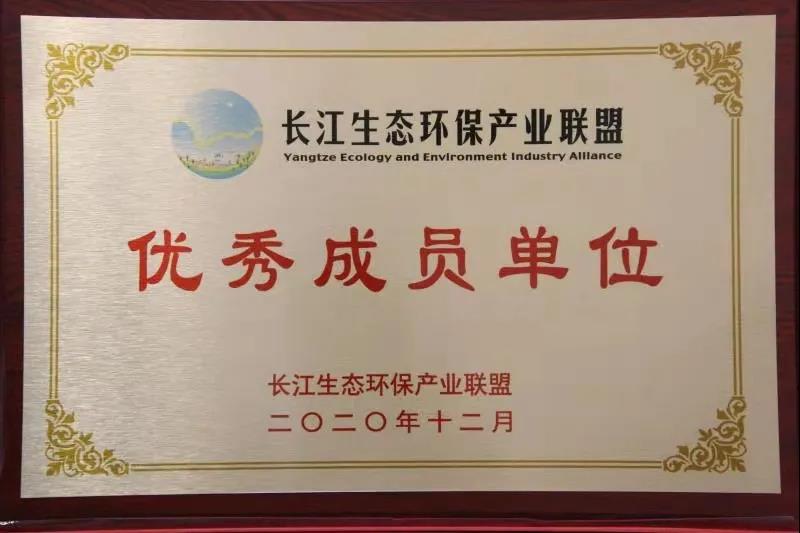 长江生态环保产业联盟
Yangtze Ecology and Environment Industry Alliance
优秀成员单位
长江生态环保产业联盟
二〇二〇年十二月